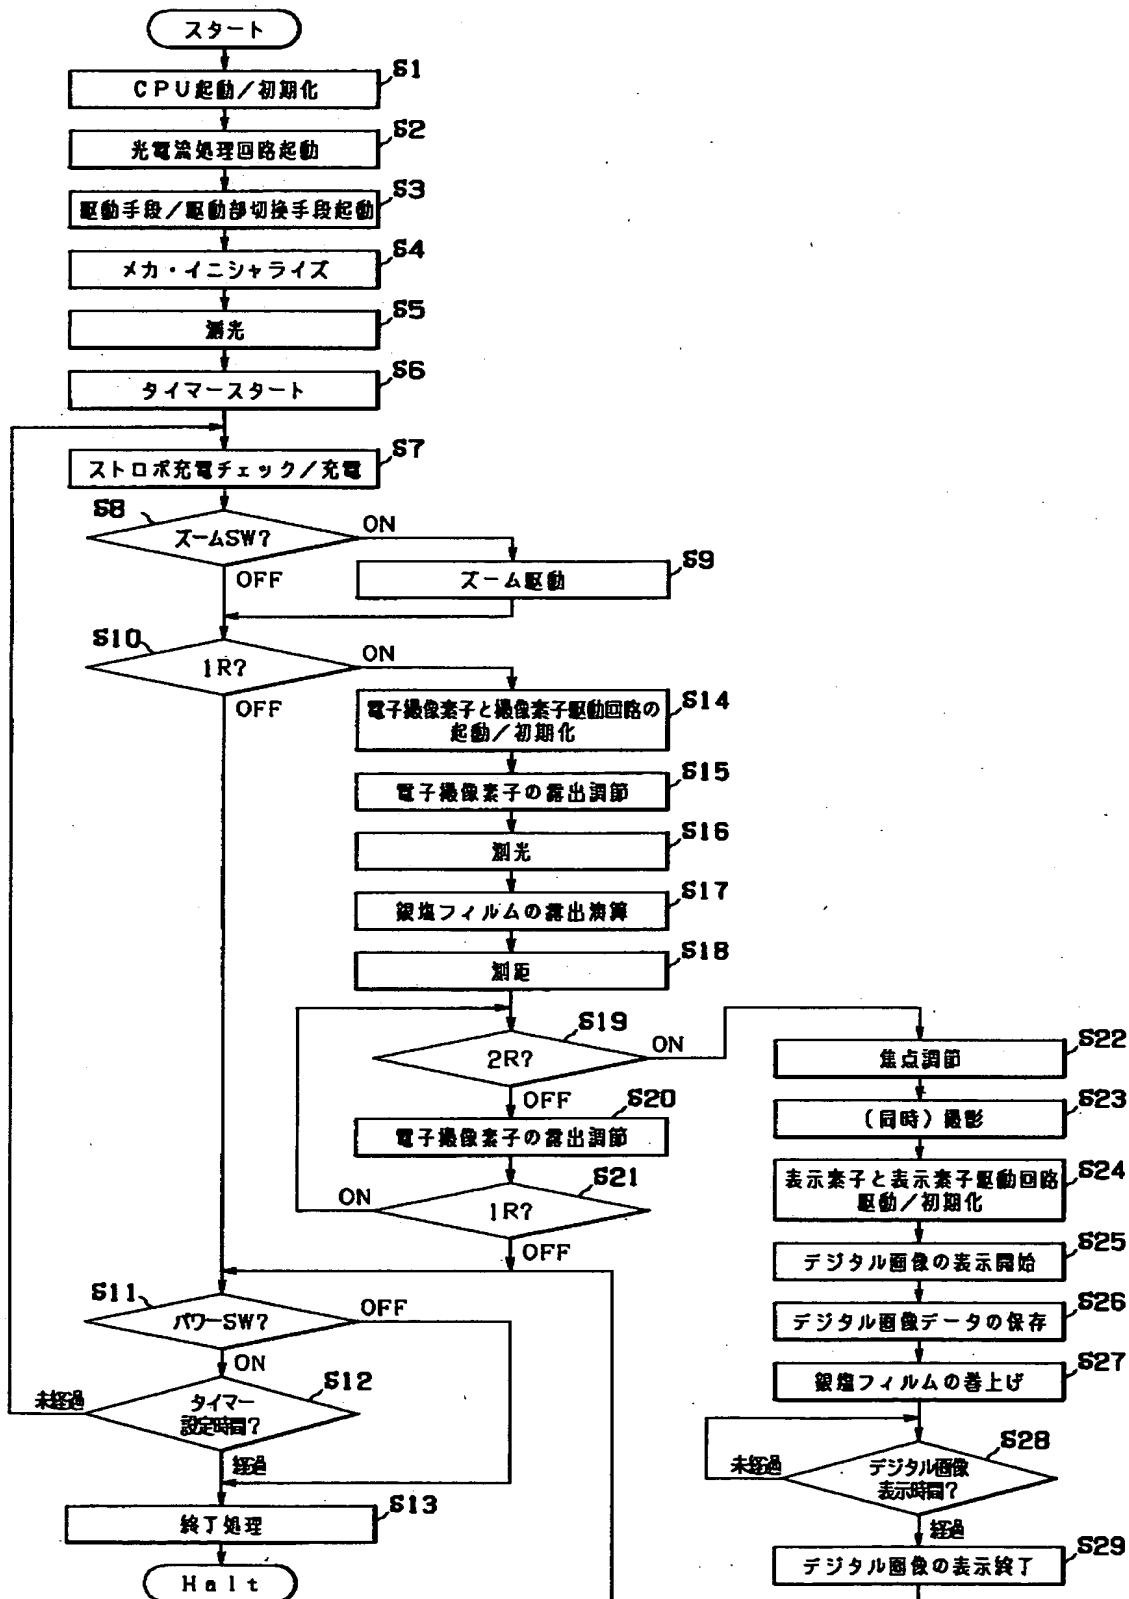 スタート
S1
CPU起動/初期化
S2
光電流処理回路起動
S3
駆動手段/駆動部切換手段起動
S4
メカ・イニシャライズ
S5
測光
S6
タイマースタート
S7
ストロボ充電チェック/充電
S8
ズームSW?
ON
OFF
S9
ズーム駆動
S10
1R?
ON
OFF
S14
電子撮像素子と撮像素子駆動回路の
起動/初期化
S15
電子撮像素子の露出調節
S16
測光
S17
銀塩フィルムの露出演算
S18
測距
S19
2R?
ON
OFF
S20
電子撮像素子の露出調節
S21
1R?
ON
OFF
S22
焦点調節
S23
(同時)撮影
S24
表示素子と表示素子駆動回路
駆動/初期化
S25
デジタル画像の表示開始
S26
デジタル画像データの保存
S27
銀塩フィルムの巻上げ
S28
デジタル画像
表示時間?
未経過
経過
S29
デジタル画像の表示終了
S11
パワーSW?
OFF
ON
S12
タイマー
設定時間?
未経過
経過
S13
終了処理
Halt